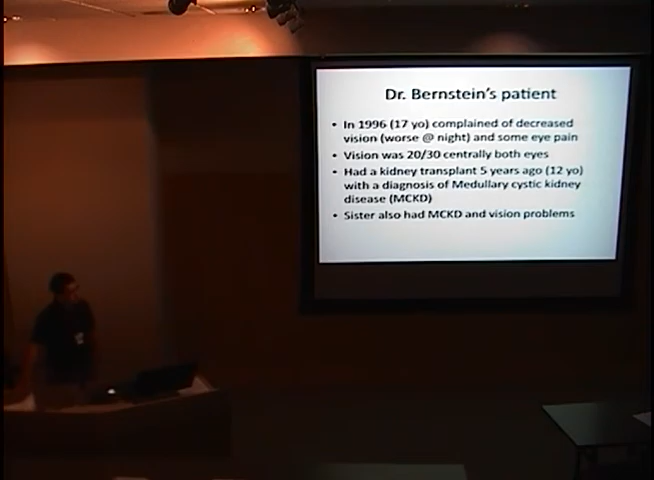 Dr. Bernstein's patient
• In 1996 (17 yo) complained of decreased
vision (worse @ night) and some eye pain
• Vision was 20/30 centrally both eyes
• Had a kidney transplant 5 years ago (12 yo)
with a diagnosis of Medullary cystic kidney
disease (MCKD)
• Sister also had MCKD and vision problems